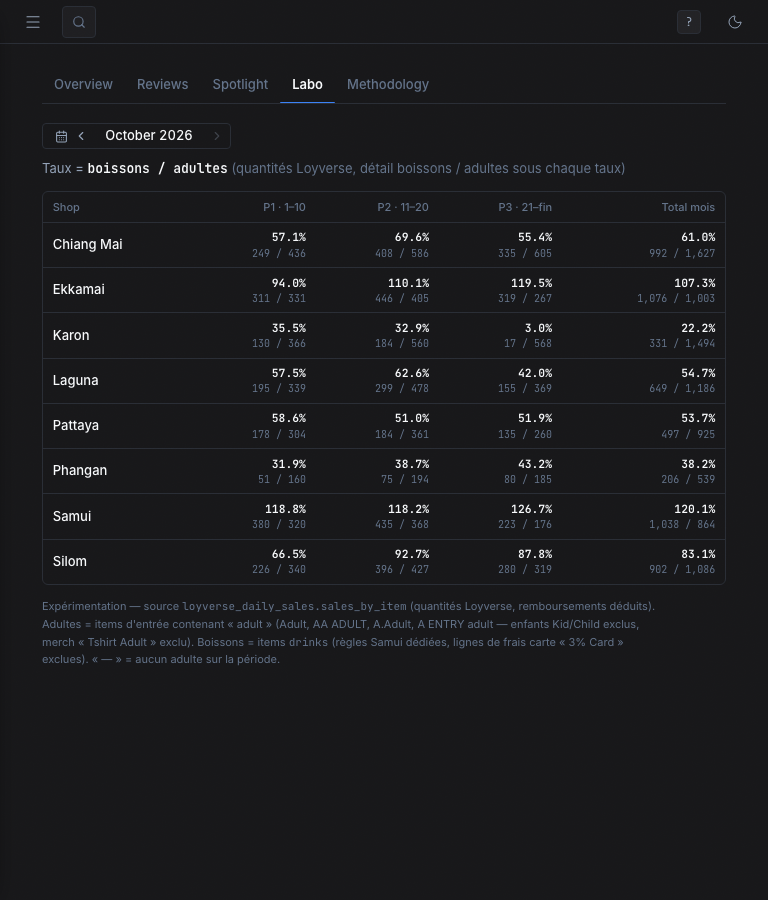 ?
Overview Reviews Spotlight Labo Methodology
October 2026
Taux = boissons / adultes (quantités Loyverse, détail boissons / adultes sous chaque taux)
Shop P1 · 1–10 P2 · 11–20 P3 · 21–fin Total mois
Chiang Mai 57.1% 69.6% 55.4% 61.0%
249 / 436 408 / 586 335 / 605 992 / 1,627
Ekkamai 94.0% 110.1% 119.5% 107.3%
311 / 331 446 / 405 319 / 267 1,076 / 1,003
Karon 35.5% 32.9% 3.0% 22.2%
130 / 366 184 / 560 17 / 568 331 / 1,494
Laguna 57.5% 62.6% 42.0% 54.7%
195 / 339 299 / 478 155 / 369 649 / 1,186
Pattaya 58.6% 51.0% 51.9% 53.7%
178 / 304 184 / 361 135 / 260 497 / 925
Phangan 31.9% 38.7% 43.2% 38.2%
51 / 160 75 / 194 80 / 185 206 / 539
Samui 118.8% 118.2% 126.7% 120.1%
380 / 320 435 / 368 223 / 176 1,038 / 864
Silom 66.5% 92.7% 87.8% 83.1%
226 / 340 396 / 427 280 / 319 902 / 1,086
Expérimentation — source loyverse_daily_sales.sales_by_item (quantités Loyverse, remboursements déduits).
Adultes = items d'entrée contenant « adult » (Adult, AA ADULT, A.Adult, A ENTRY adult — enfants Kid/Child exclus,
merch « Tshirt Adult » exclu). Boissons = items drinks (règles Samui dédiées, lignes de frais carte « 3% Card »
exclues). « — » = aucun adulte sur la période.